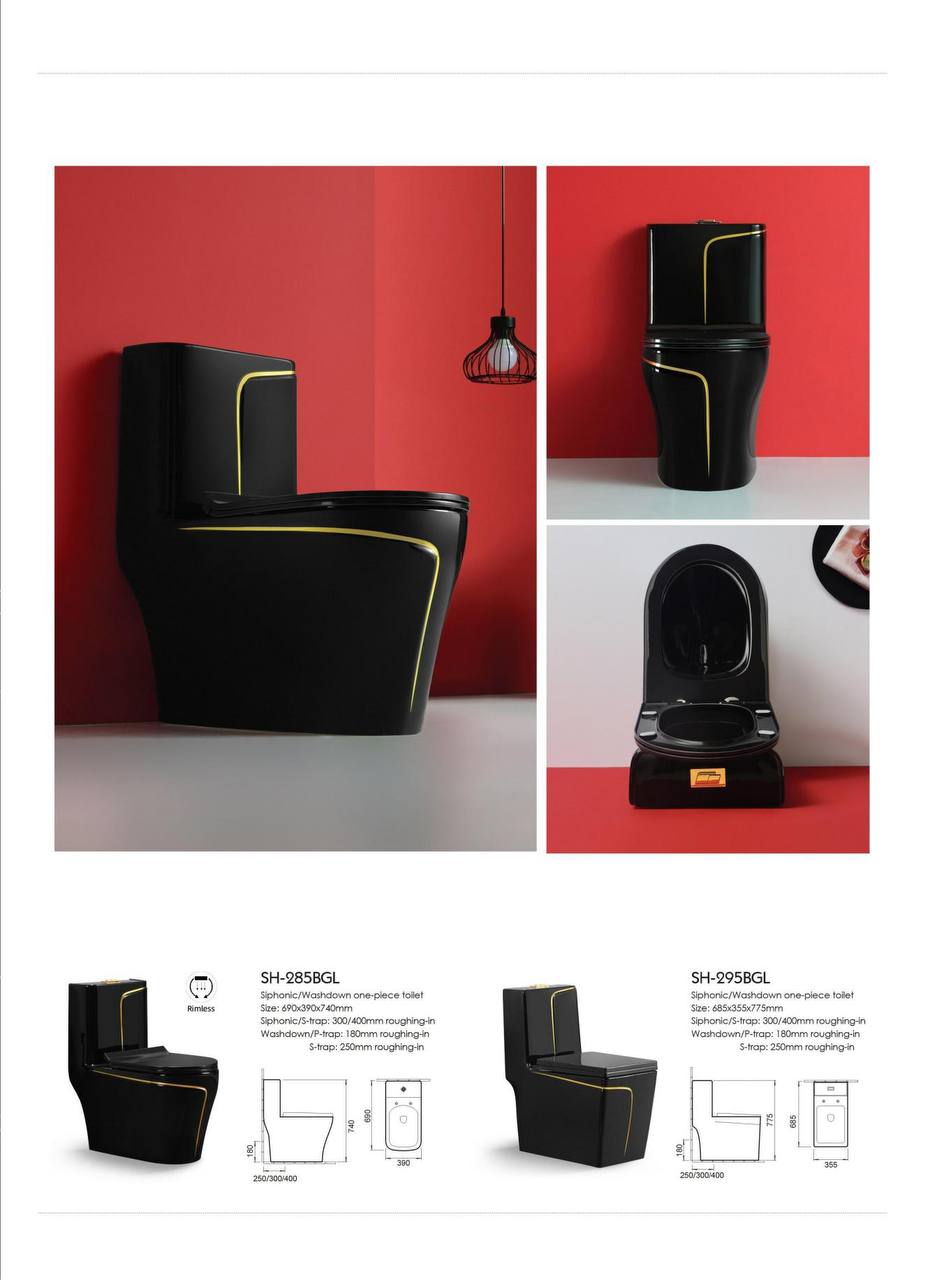 SH-285BGL
Siphonic/Washdown one-piece toilet
Size: 690x390x740mm
Siphonic/S-trap: 300/400mm roughing-in
Washdown/P-trap: 180mm roughing-in
S-trap: 250mm roughing-in
Rimless
690
740
180
390
250/300/400
SH-295BGL
Siphonic/Washdown one-piece toilet
Size: 685x355x775mm
Siphonic/S-trap: 300/400mm roughing-in
Washdown/P-trap: 180mm roughing-in
S-trap: 250mm roughing-in
685
775
180
355
250/300/400